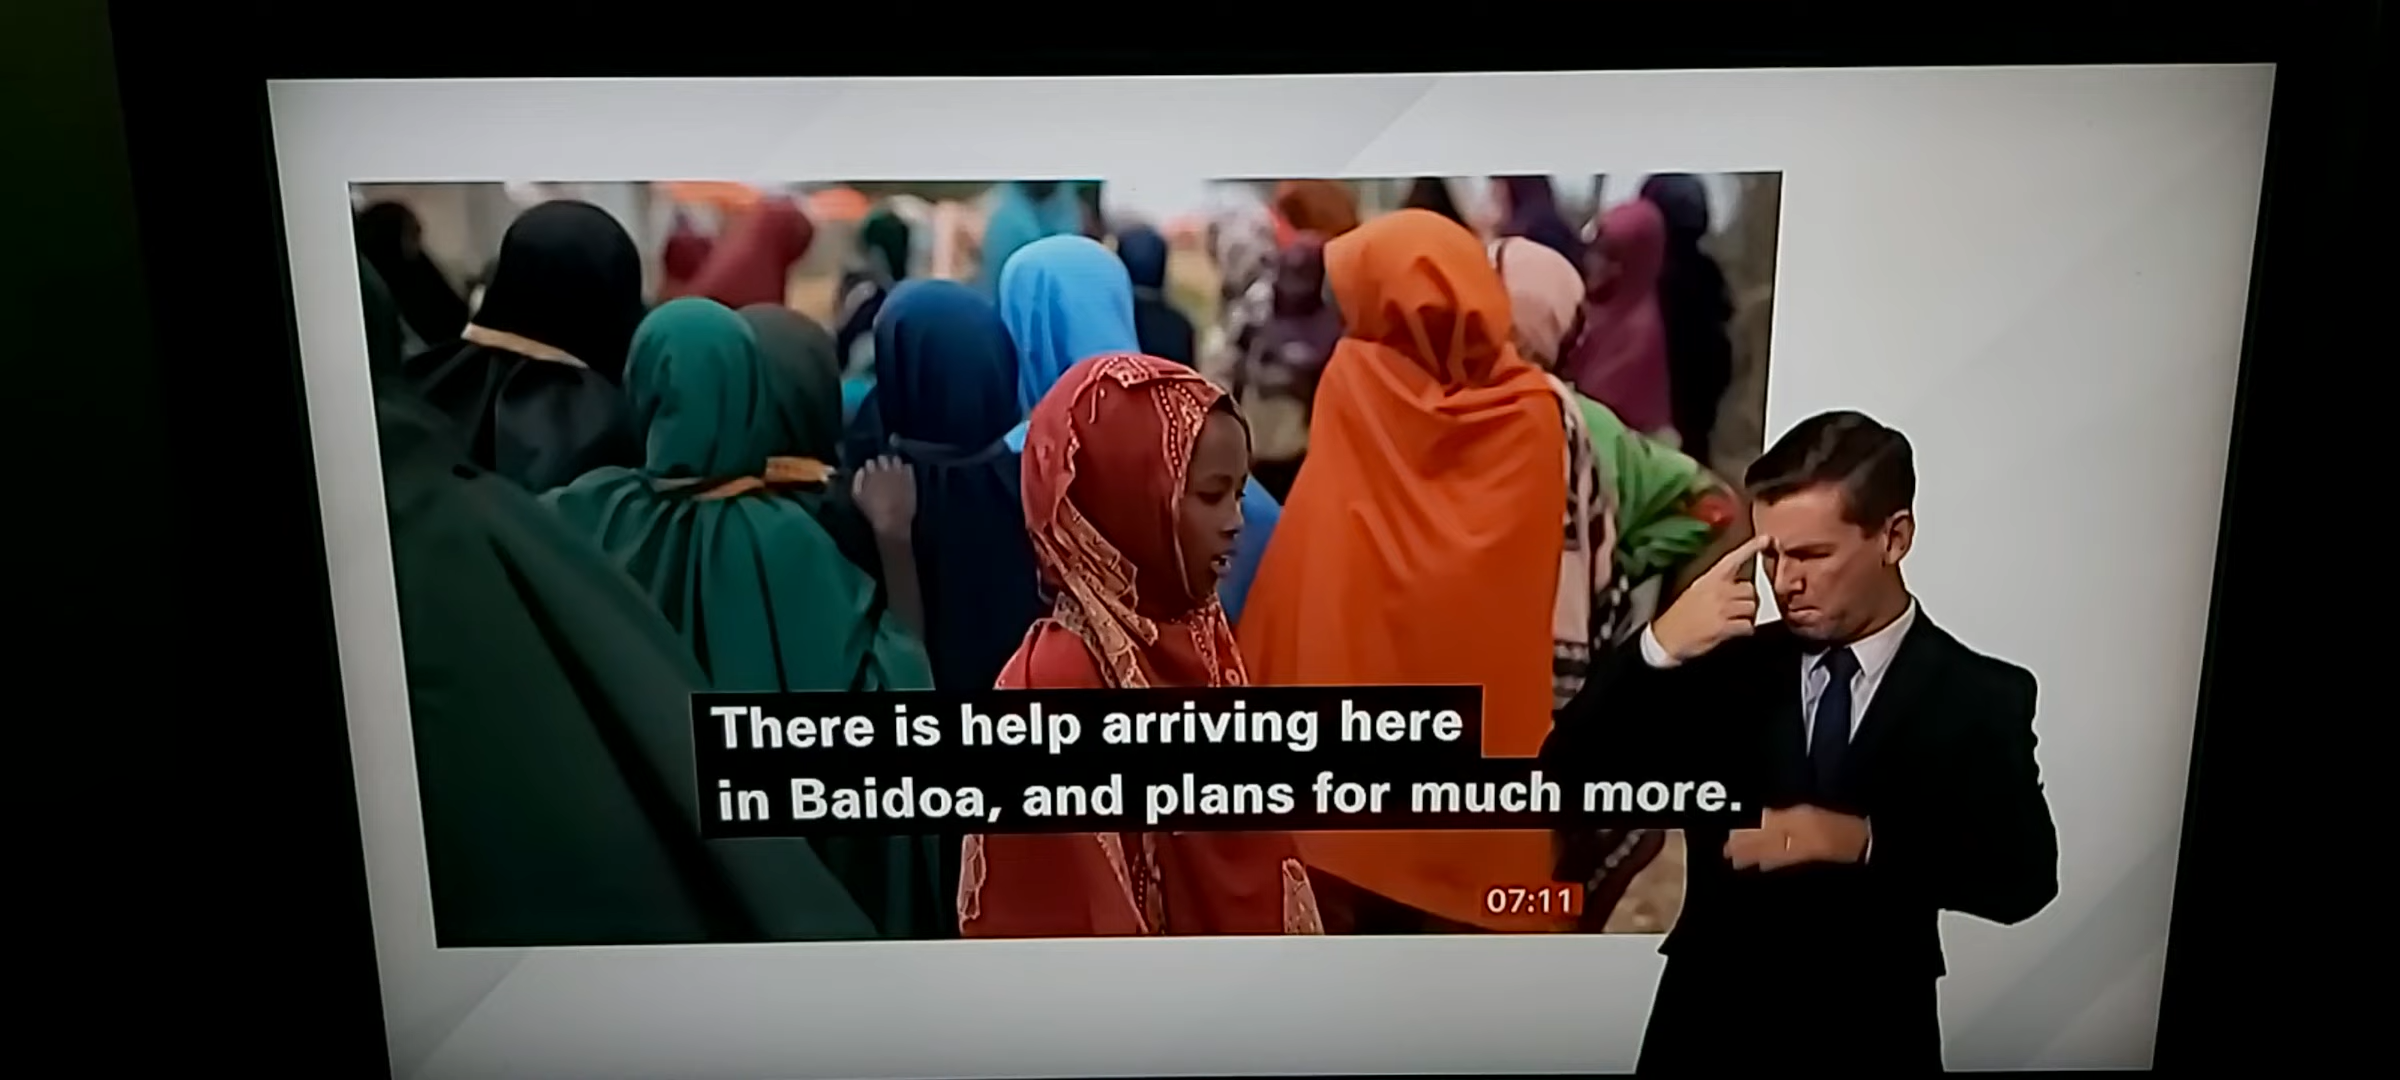 There is help arriving here
in Baidoa, and plans for much more.
07:11